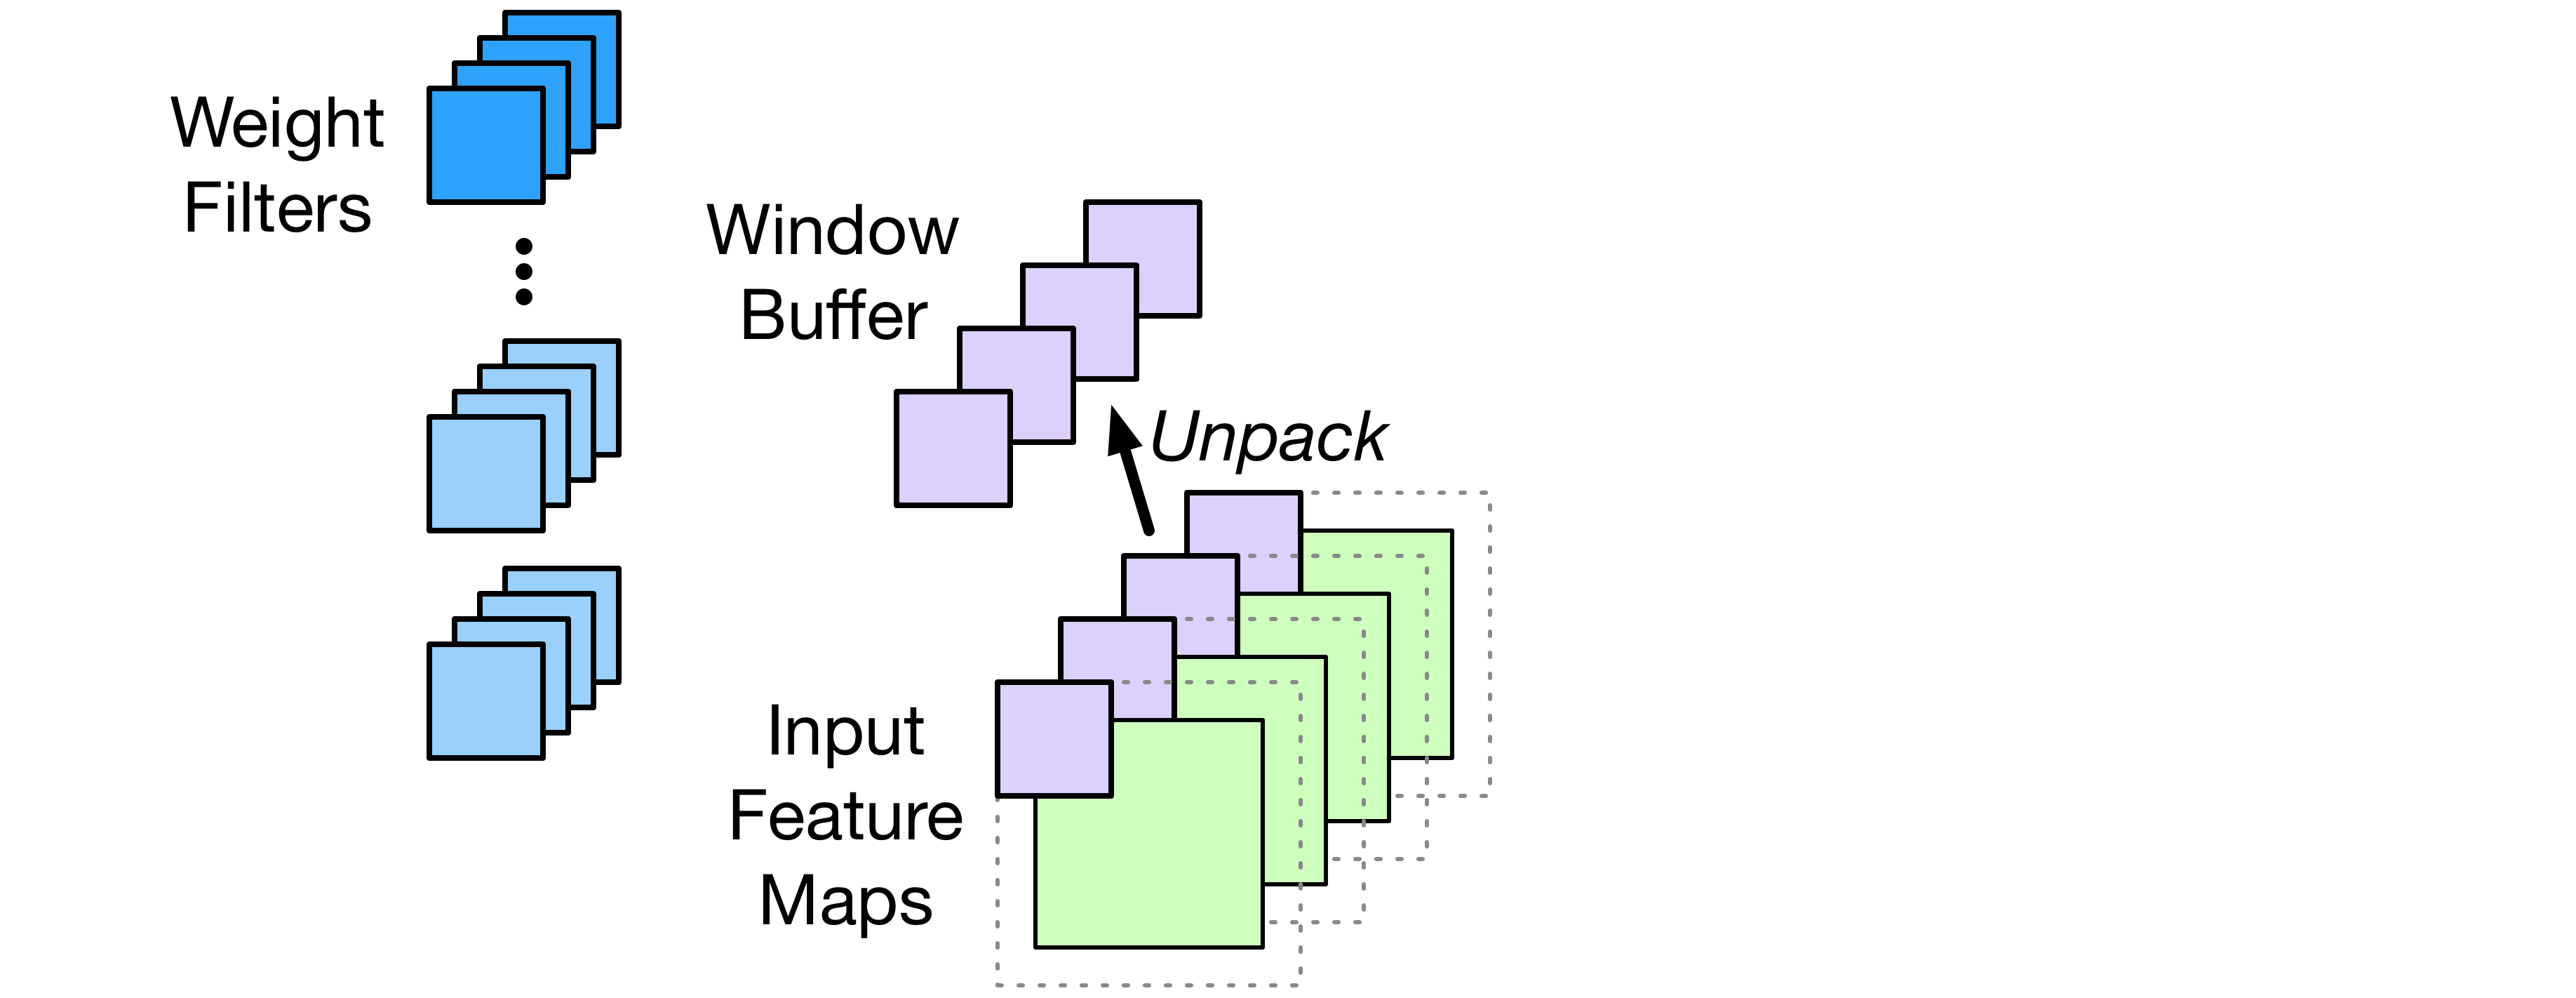 Weight
Filters
Window
Buffer
Unpack
Input
Feature
Maps